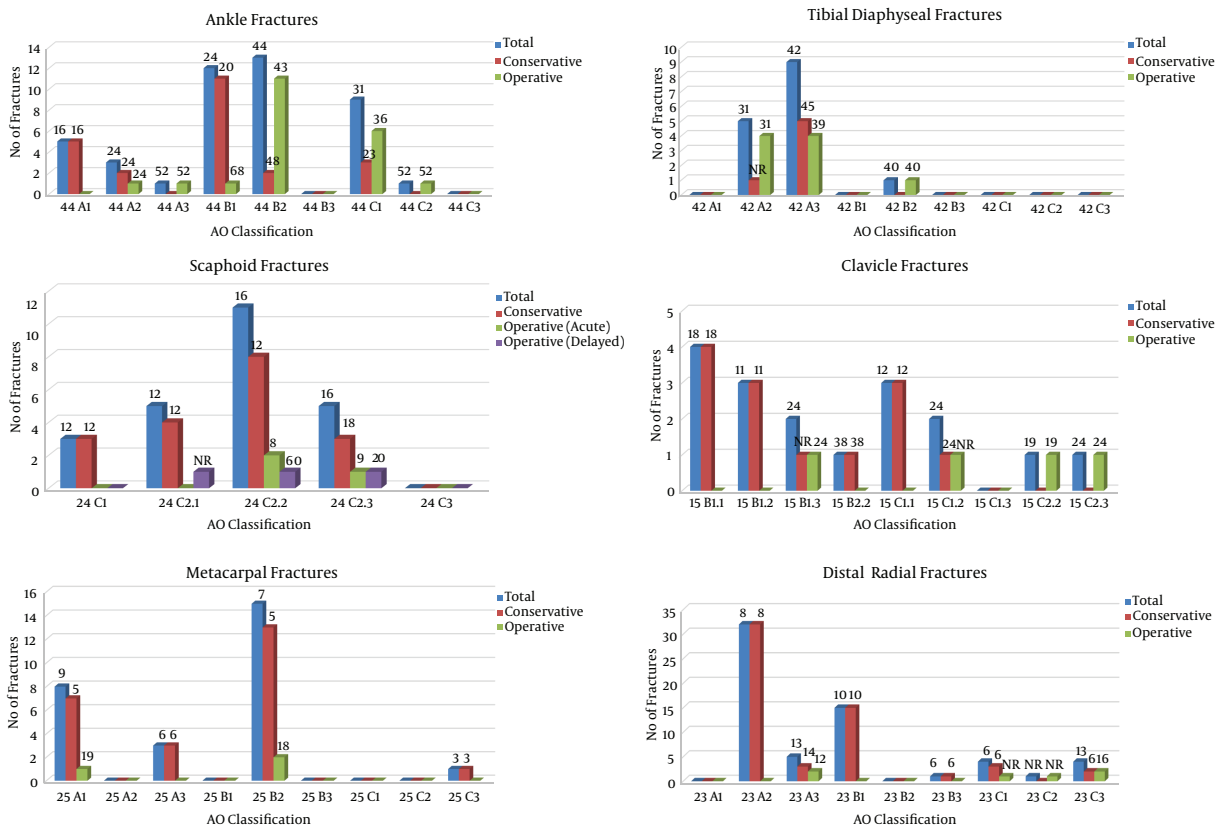 Ankle Fractures
No of Fractures
14
12
10
8
6
4
2
0
16 16
24
24
24
52
52
24
20
68
44
48
43
31
23
36
52
52
44 A1 44 A2 44 A3 44 B1 44 B2 44 B3 44 C1 44 C2 44 C3
AO Classification
Total
Conservative
Operative
Tibial Diaphyseal Fractures
No of Fractures
10
9
8
7
6
5
4
3
2
1
0
31
NR
31
42
45
39
40
40
42 A1 42 A2 42 A3 42 B1 42 B2 42 B3 42 C1 42 C2 42 C3
AO Classification
Total
Conservative
Operative
Scaphoid Fractures
No of Fractures
12
10
8
6
4
2
0
12 12
12
12
NR
16
12
8
60
16
18
9
20
24 C1 24 C2.1 24 C2.2 24 C2.3 24 C3
AO Classification
Total
Conservative
Operative (Acute)
Operative (Delayed)
Clavicle Fractures
No of Fractures
5
4
3
2
1
0
18 18
11 11
24
NR 24
38 38
12 12
24
24 NR
19 19
24 24
15 B1.1 15 B1.2 15 B1.3 15 B2.2 15 C1.1 15 C1.2 15 C1.3 15 C2.2 15 C2.3
AO Classification
Total
Conservative
Operative
Metacarpal Fractures
No of Fractures
16
14
12
10
8
6
4
2
0
9
5
19
6 6
7
5
18
3 3
25 A1 25 A2 25 A3 25 B1 25 B2 25 B3 25 C1 25 C2 25 C3
AO Classification
Total
Conservative
Operative
Distal Radial Fractures
No of Fractures
35
30
25
20
15
10
5
0
8 8
13
14
12
10 10
6 6
6
6
NR
NR NR
13
6 16
23 A1 23 A2 23 A3 23 B1 23 B2 23 B3 23 C1 23 C2 23 C3
AO Classification
Total
Conservative
Operative